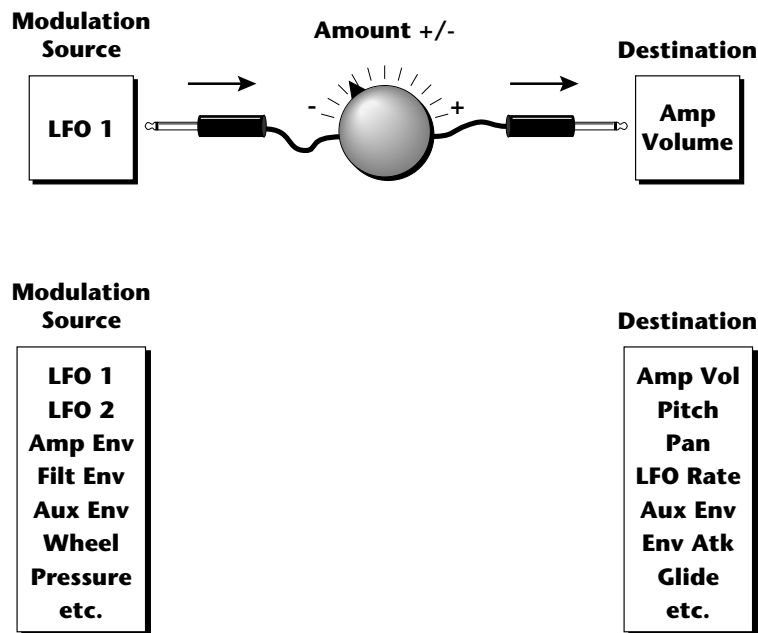 Modulation
Source
Amount +/-
Destination
LFO 1
-
+
Amp
Volume
Modulation
Source
Destination
LFO 1
LFO 2
Amp Env
Filt Env
Aux Env
Wheel
Pressure
etc.
Amp Vol
Pitch
Pan
LFO Rate
Aux Env
Env Atk
Glide
etc.